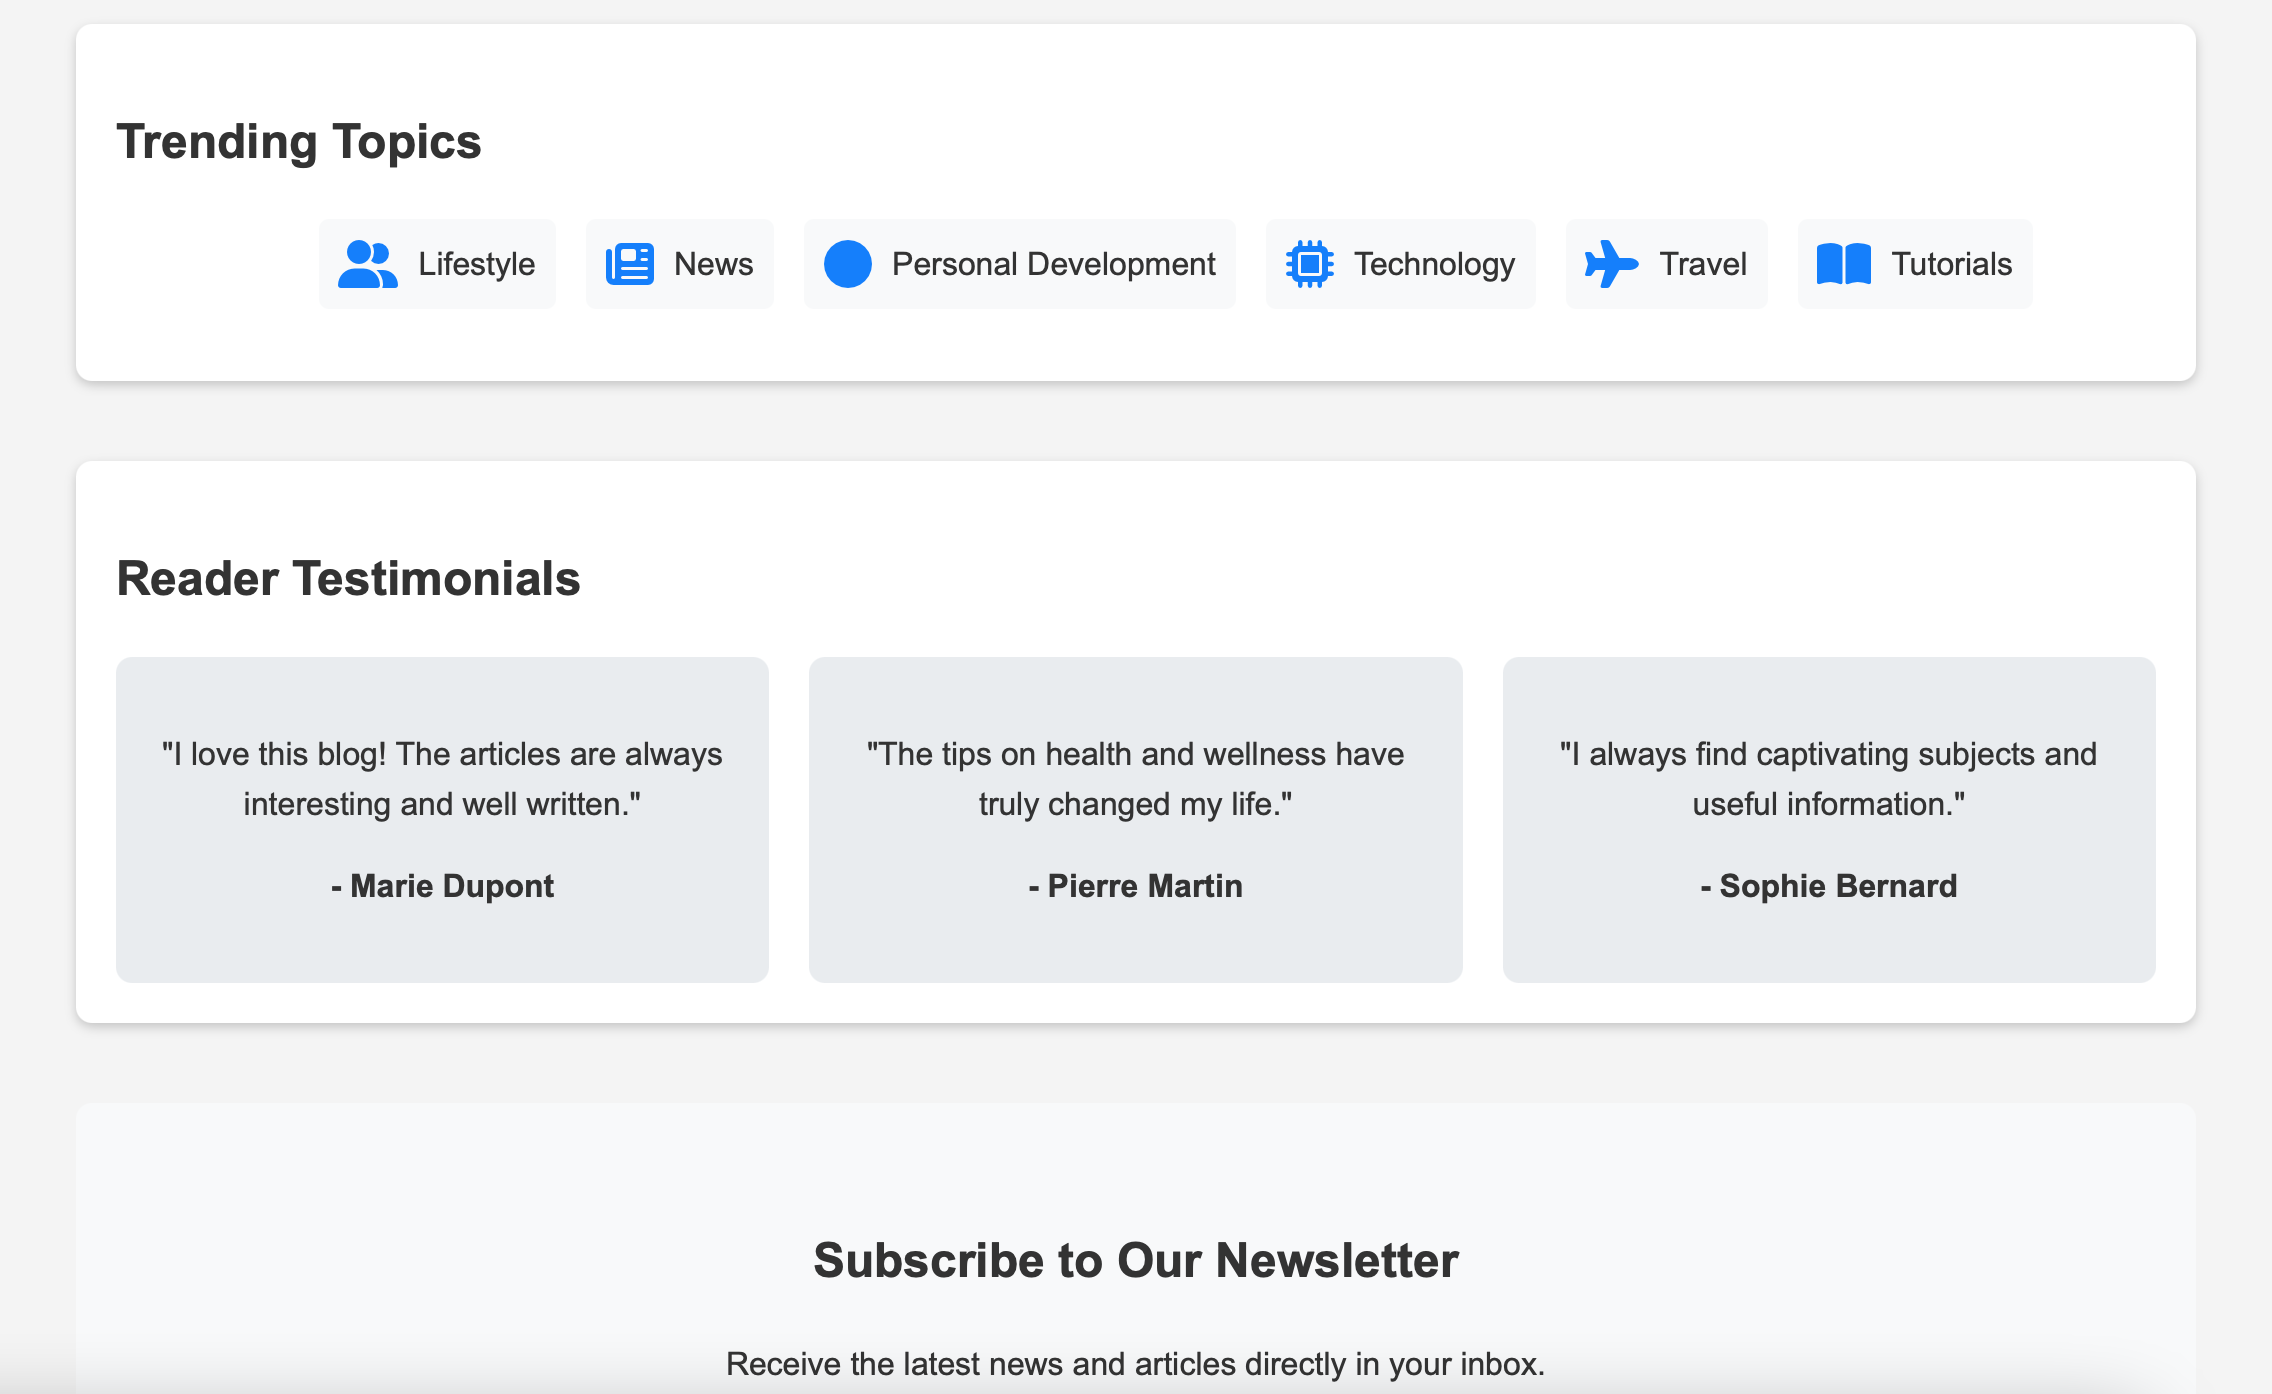 Trending Topics
Lifestyle News Personal Development Technology Travel Tutorials
Reader Testimonials
"I love this blog! The articles are always
interesting and well written."
- Marie Dupont
"The tips on health and wellness have
truly changed my life."
- Pierre Martin
"I always find captivating subjects and
useful information."
- Sophie Bernard
Subscribe to Our Newsletter
Receive the latest news and articles directly in your inbox.